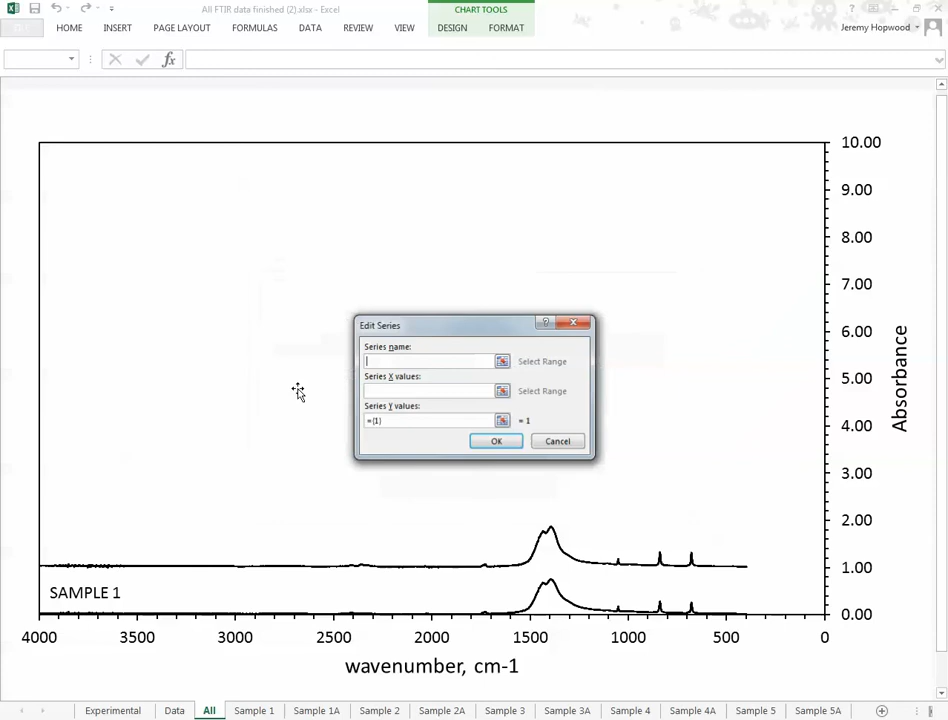 All FTIR data finished (2).xlsx - Excel
CHART TOOLS
HOME INSERT PAGE LAYOUT FORMULAS DATA REVIEW VIEW DESIGN FORMAT
Jeremy Hopwood
fx
10.00
9.00
8.00
7.00
6.00
5.00
4.00
3.00
2.00
1.00
0.00
Absorbance
Edit Series
Series name:
Select Range
Series X values:
Select Range
Series Y values:
={1} = 1
OK Cancel
SAMPLE 1
4000 3500 3000 2500 2000 1500 1000 500 0
wavenumber, cm-1
Experimental Data All Sample 1 Sample 1A Sample 2 Sample 2A Sample 3 Sample 3A Sample 4 Sample 4A Sample 5 Sample 5A